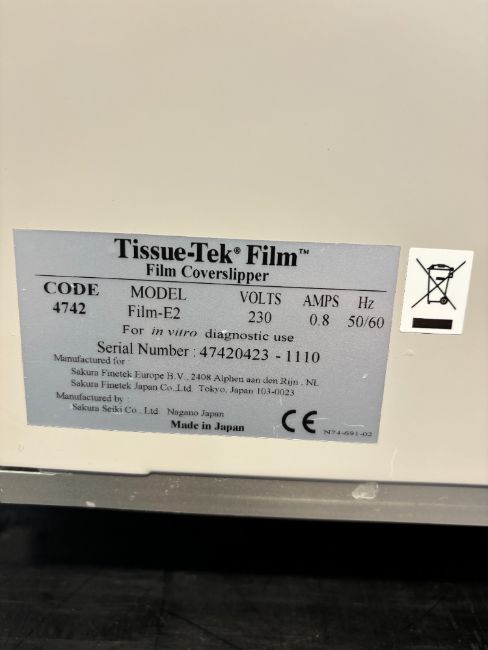 Tissue-Tek® Film™
Film Coverslipper
CODE MODEL VOLTS AMPS Hz
4742 Film-E2 230 0.8 50/60
For in vitro diagnostic use
Serial Number : 47420423 - 1110
Manufactured for :
Sakura Finetek Europe B.V., 2408 Alphen aan den Rijn . NL
Sakura Finetek Japan Co.,Ltd. Tokyo, Japan 103-0023
Manufactured by :
Sakura Seiki Co., Ltd. Nagano Japan
Made in Japan
CE
N74-691-02